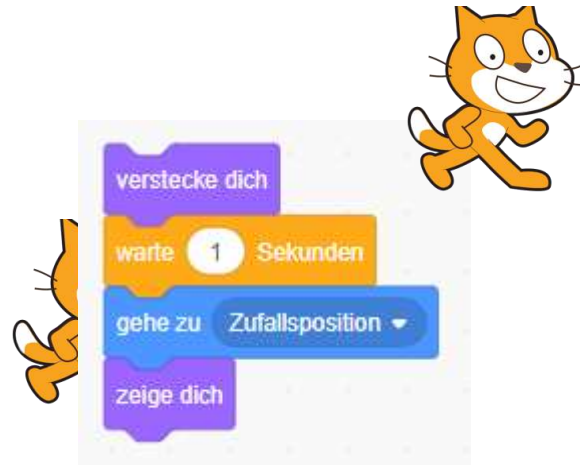 verstecke dich
warte 1 Sekunden
gehe zu Zufallsposition
zeige dich